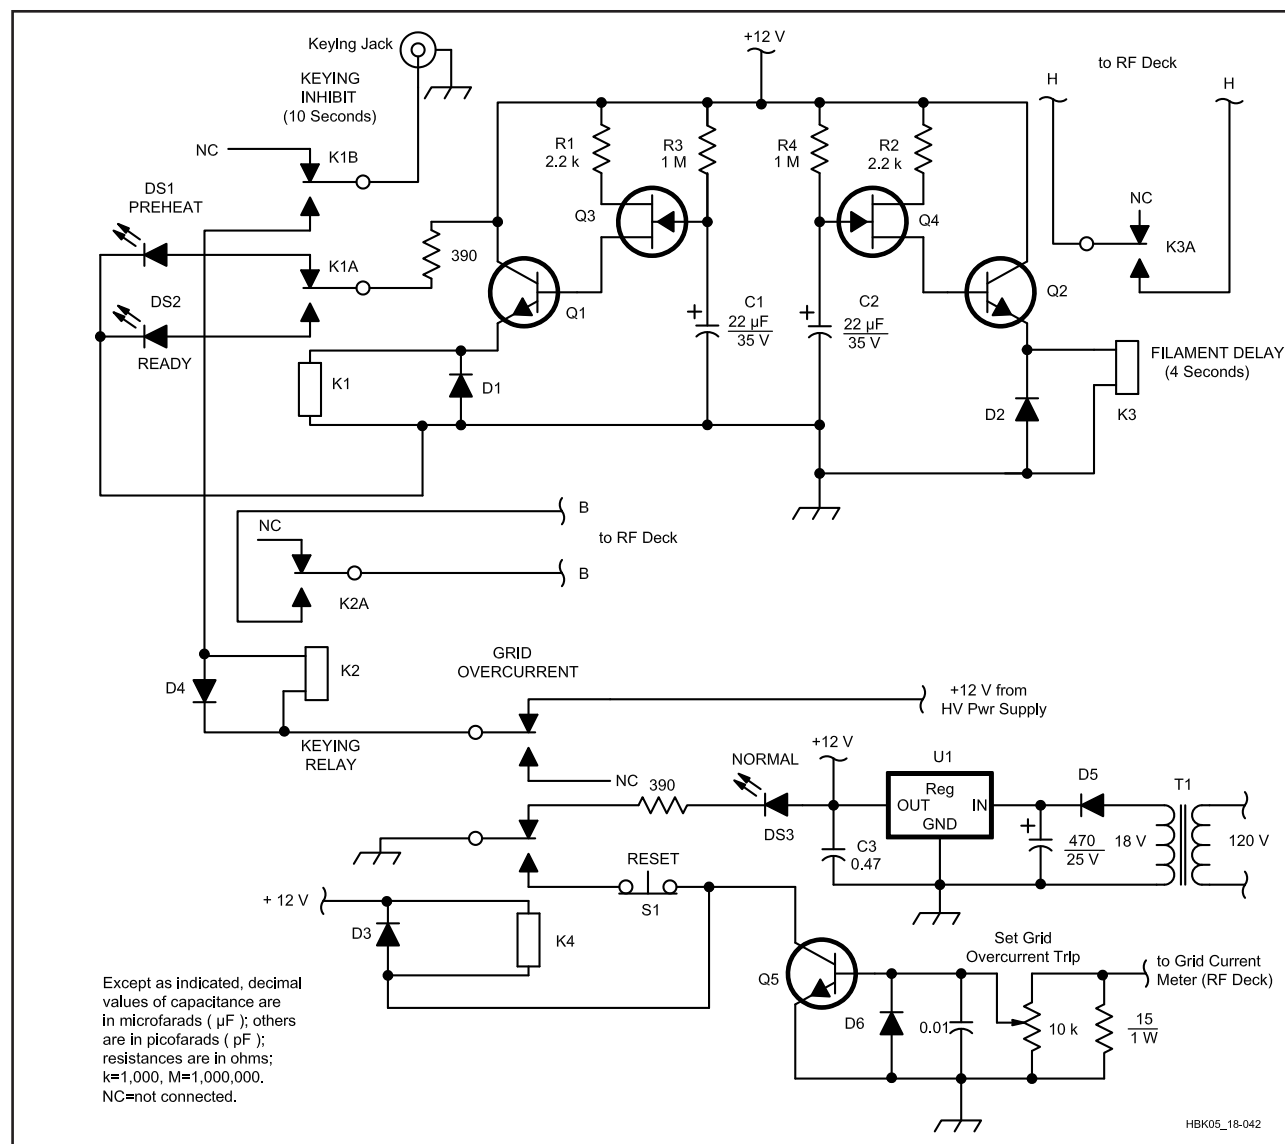 Keying Jack
KEYING
INHIBIT
(10 Seconds)
+12 V
to RF Deck
H
H
NC
K1B
R1
2.2 k
R3
1 M
R4
1 M
R2
2.2 k
DS1
PREHEAT
Q3
Q4
NC
K3A
K1A
390
DS2
Q1
C1
22 µF
35 V
C2
22 µF
35 V
Q2
READY
K1
D1
FILAMENT DELAY
(4 Seconds)
D2
K3
B
NC
to RF Deck
B
K2A
GRID
OVERCURRENT
K2
D4
+12 V from
HV Pwr Supply
KEYING
RELAY
+12 V
NORMAL
U1
NC
390
D5
T1
Reg
OUT
IN
GND
DS3
C3
0.47
470
25 V
18 V
120 V
RESET
S1
+ 12 V
D3
K4
Set Grid
Overcurrent Trip
to Grid Current
Meter (RF Deck)
Q5
D6
0.01
10 k
15
1 W
Except as indicated, decimal
values of capacitance are
in microfarads ( µF ); others
are in picofarads ( pF );
resistances are in ohms;
k=1,000, M=1,000,000.
NC=not connected.
HBK05_18-042